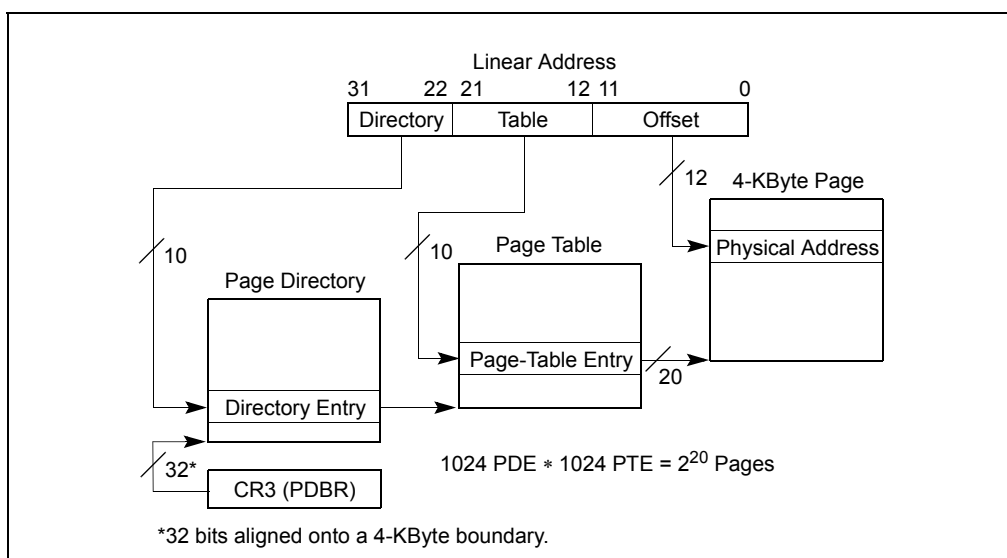 Linear Address
31 22 21 12 11 0
Directory Table Offset
12
4-KByte Page
Physical Address
10
10
Page Table
Page Directory
Page-Table Entry
20
Directory Entry
32*
CR3 (PDBR)
1024 PDE ∗ 1024 PTE = 2²⁰ Pages
*32 bits aligned onto a 4-KByte boundary.